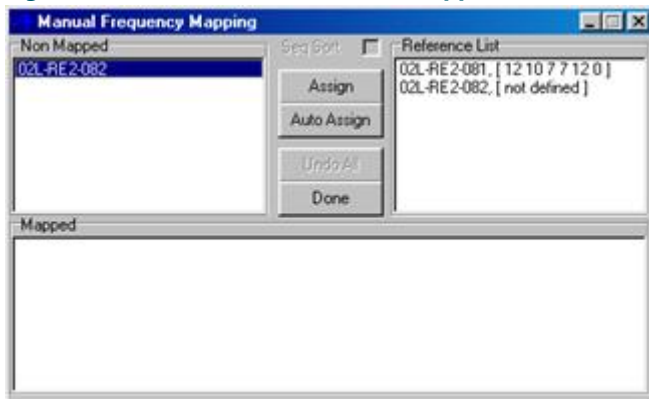 Manual Frequency Mapping
Non Mapped
02L-RE2-082
Seq Sort
Assign
Auto Assign
Undo All
Done
Reference List
02L-RE2-081, [ 12 10 7 7 12 0 ]
02L-RE2-082, [ not defined ]
Mapped